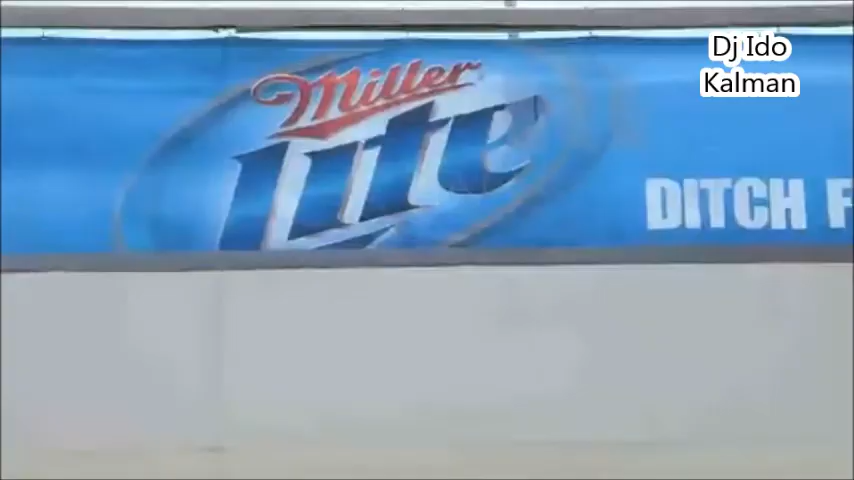 Dj Ido
Kalman
Miller
Lite
DITCH F